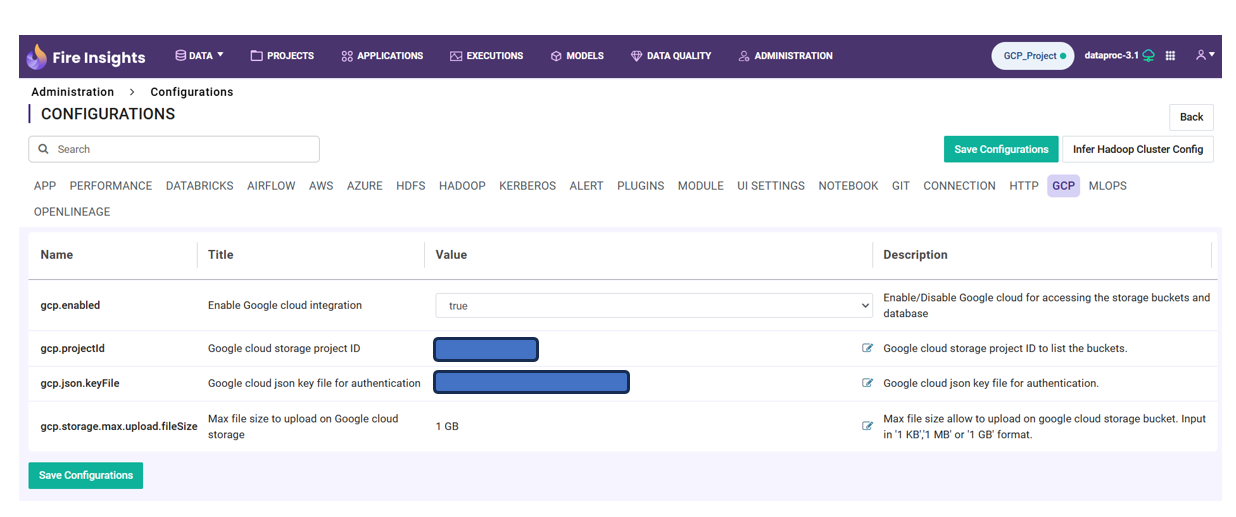 Fire Insights DATA PROJECTS APPLICATIONS EXECUTIONS MODELS DATA QUALITY ADMINISTRATION GCP_Project dataproc-3.1
Administration > Configurations
CONFIGURATIONS
Back
Search
Save Configurations Infer Hadoop Cluster Config
APP PERFORMANCE DATABRICKS AIRFLOW AWS AZURE HDFS HADOOP KERBEROS ALERT PLUGINS MODULE UI SETTINGS NOTEBOOK GIT CONNECTION HTTP GCP MLOPS
OPENLINEAGE
Name Title Value Description
gcp.enabled Enable Google cloud integration true Enable/Disable Google cloud for accessing the storage buckets and
database
gcp.projectId Google cloud storage project ID Google cloud storage project ID to list the buckets.
gcp.json.keyFile Google cloud json key file for authentication Google cloud json key file for authentication.
gcp.storage.max.upload.fileSize Max file size to upload on Google cloud
storage 1 GB Max file size allow to upload on google cloud storage bucket. Input
in '1 KB','1 MB' or '1 GB' format.
Save Configurations